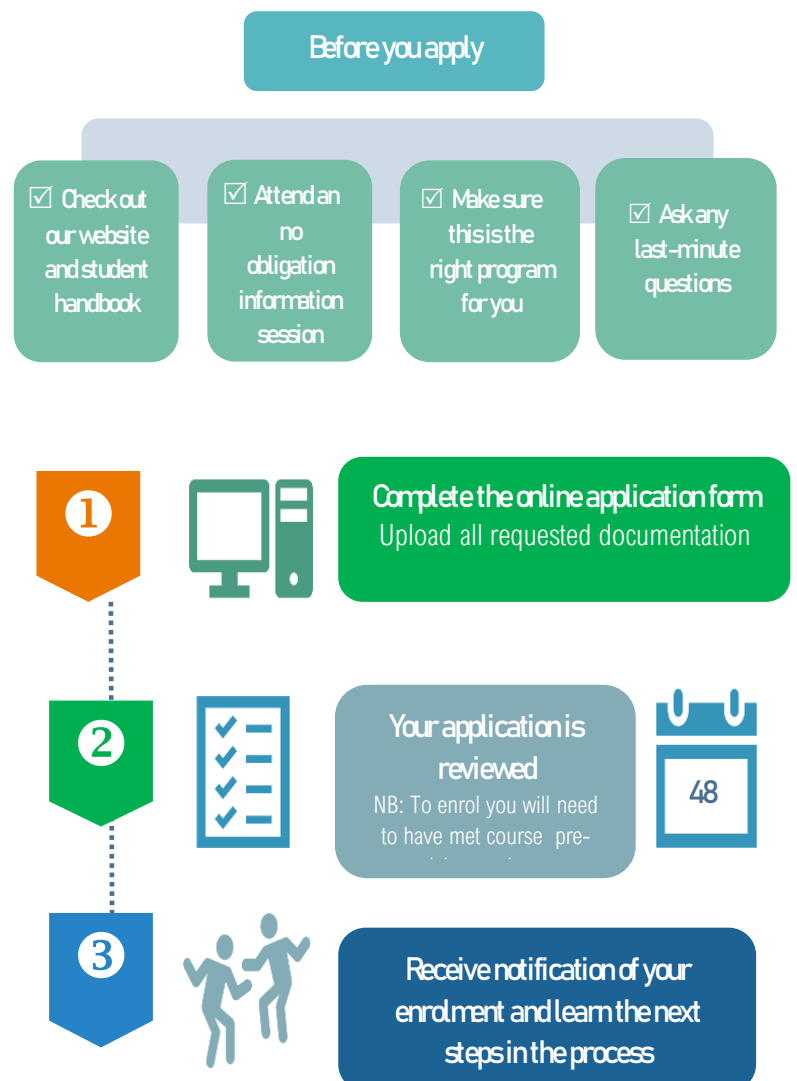 Before you apply
☑ Check out
our website
and student
handbook
☑ Attend an
no
obligation
information
session
☑ Make sure
this is the
right program
for you
☑ Ask any
last-minute
questions
1
Complete the online application form
Upload all requested documentation
2
Your application is
reviewed
NB: To enrol you will need
to have met course pre-
48
3
Receive notification of your
enrolment and learn the next
steps in the process